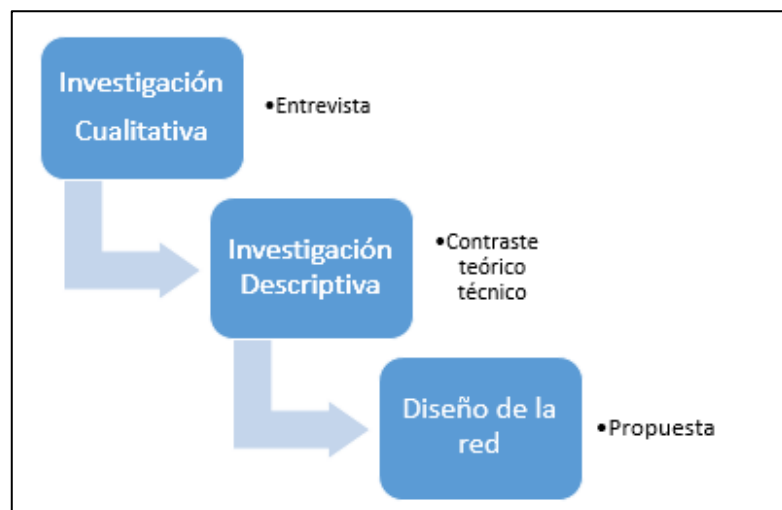 Investigación
Cualitativa
•Entrevista
Investigación
Descriptiva
•Contraste
teórico
técnico
Diseño de la
red
•Propuesta